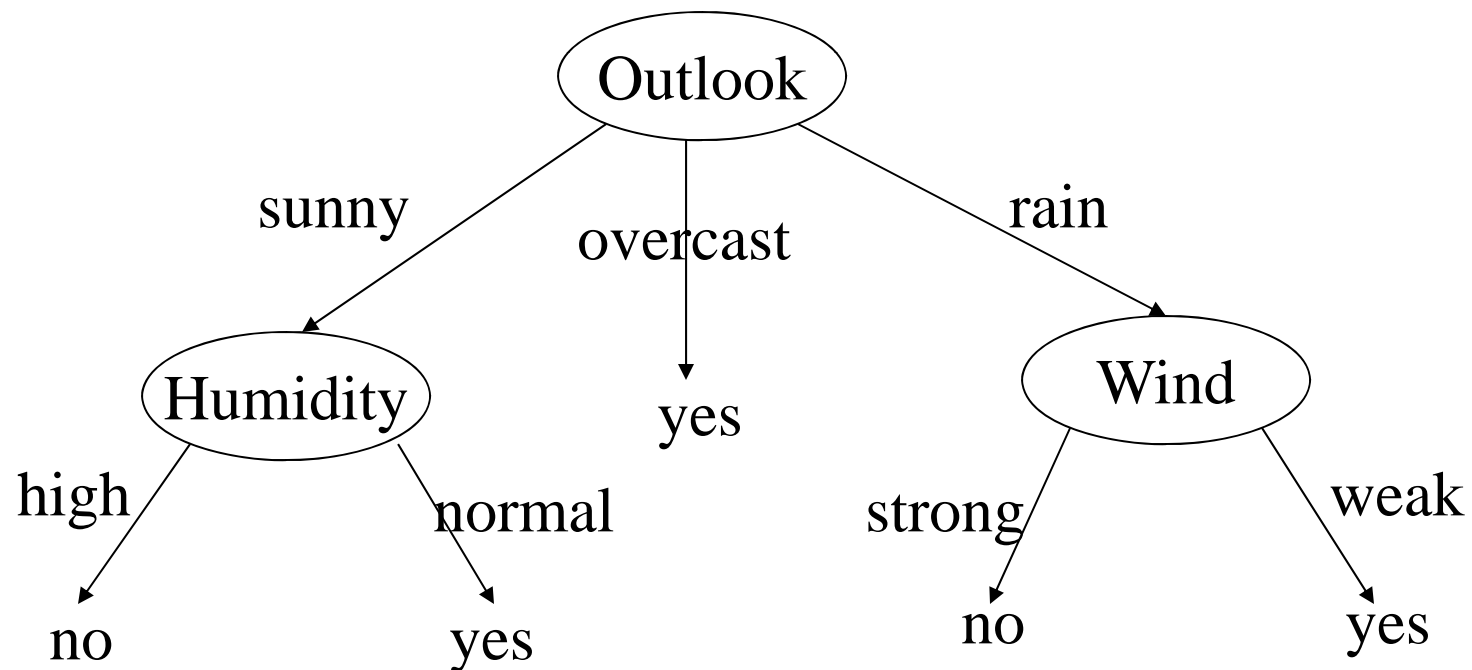 Outlook
sunny
overcast
rain
Humidity
yes
Wind
high
normal
strong
weak
no
yes
no
yes